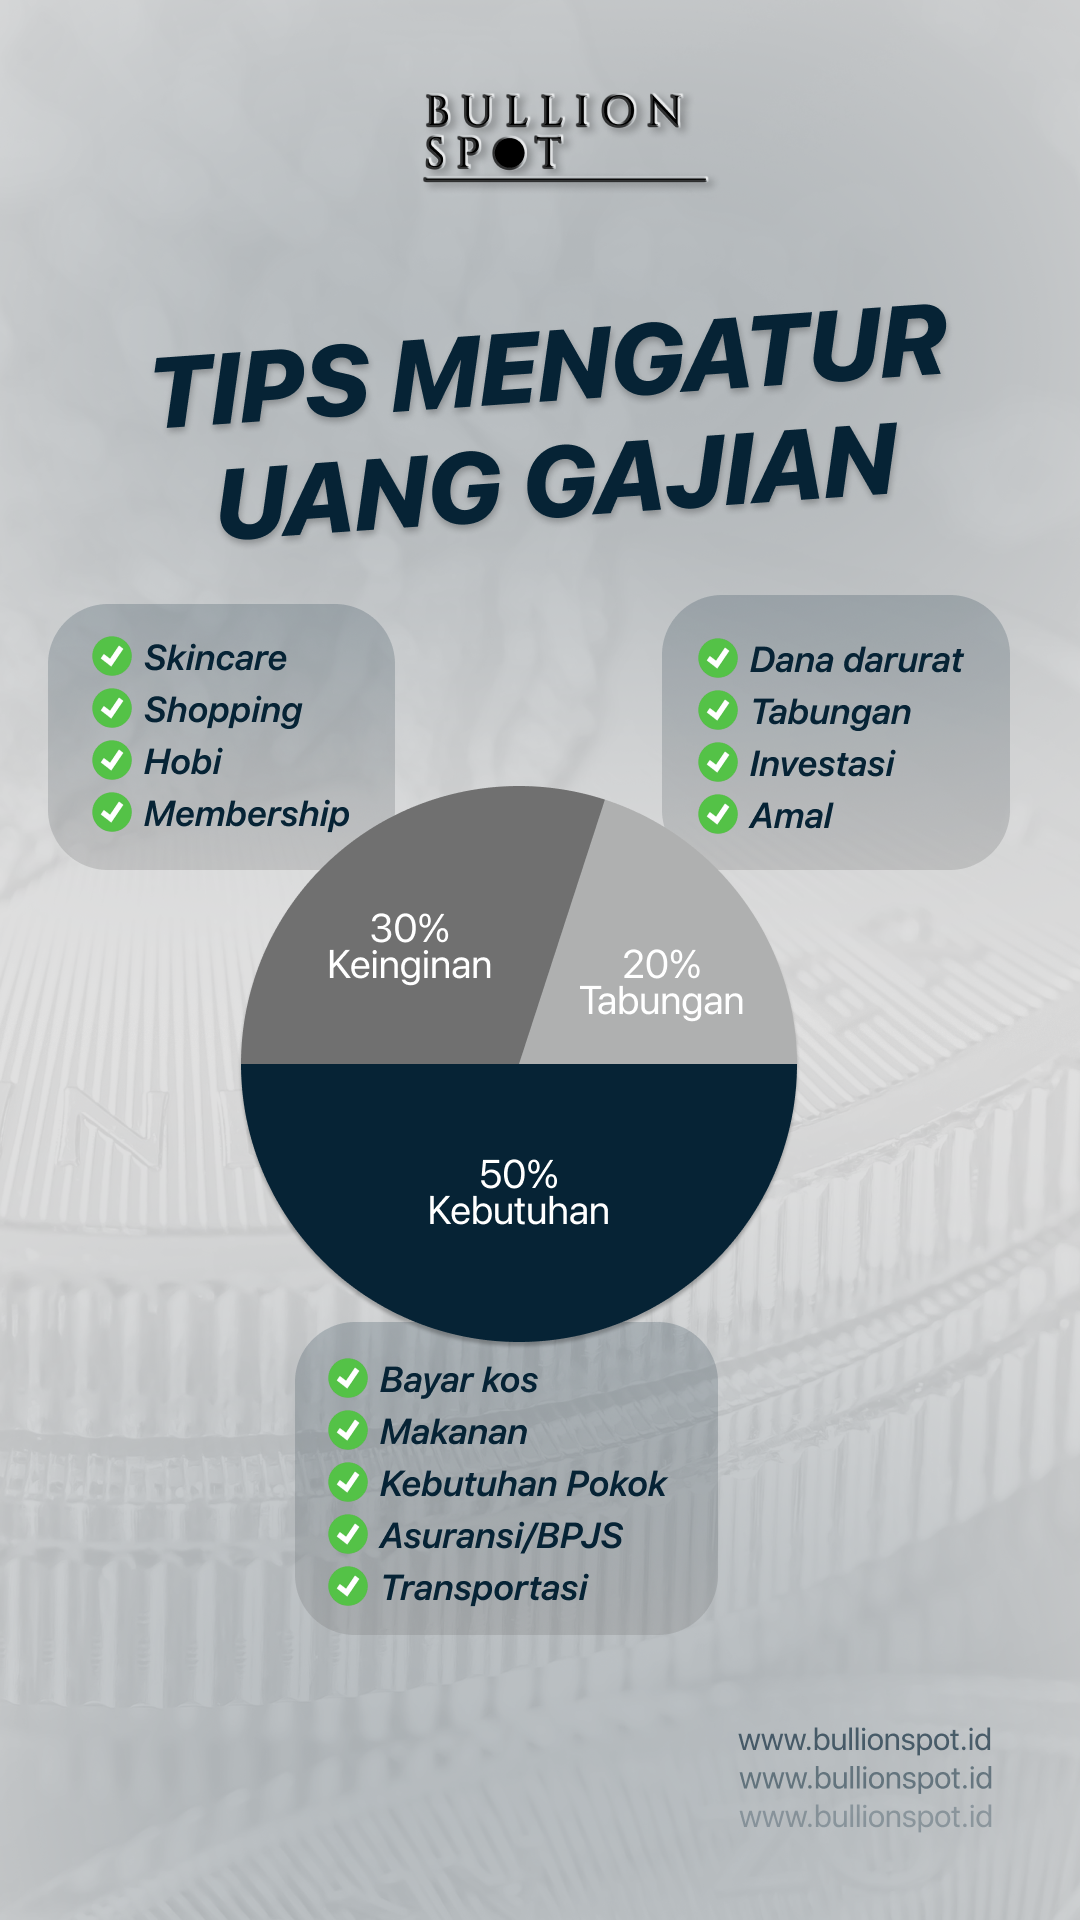 BULLION
SPOT
TIPS MENGATUR
UANG GAJIAN
Skincare
Shopping
Hobi
Membership
Dana darurat
Tabungan
Investasi
Amal
30%
Keinginan
20%
Tabungan
50%
Kebutuhan
Bayar kos
Makanan
Kebutuhan Pokok
Asuransi/BPJS
Transportasi
www.bullionspot.id
www.bullionspot.id
www.bullionspot.id